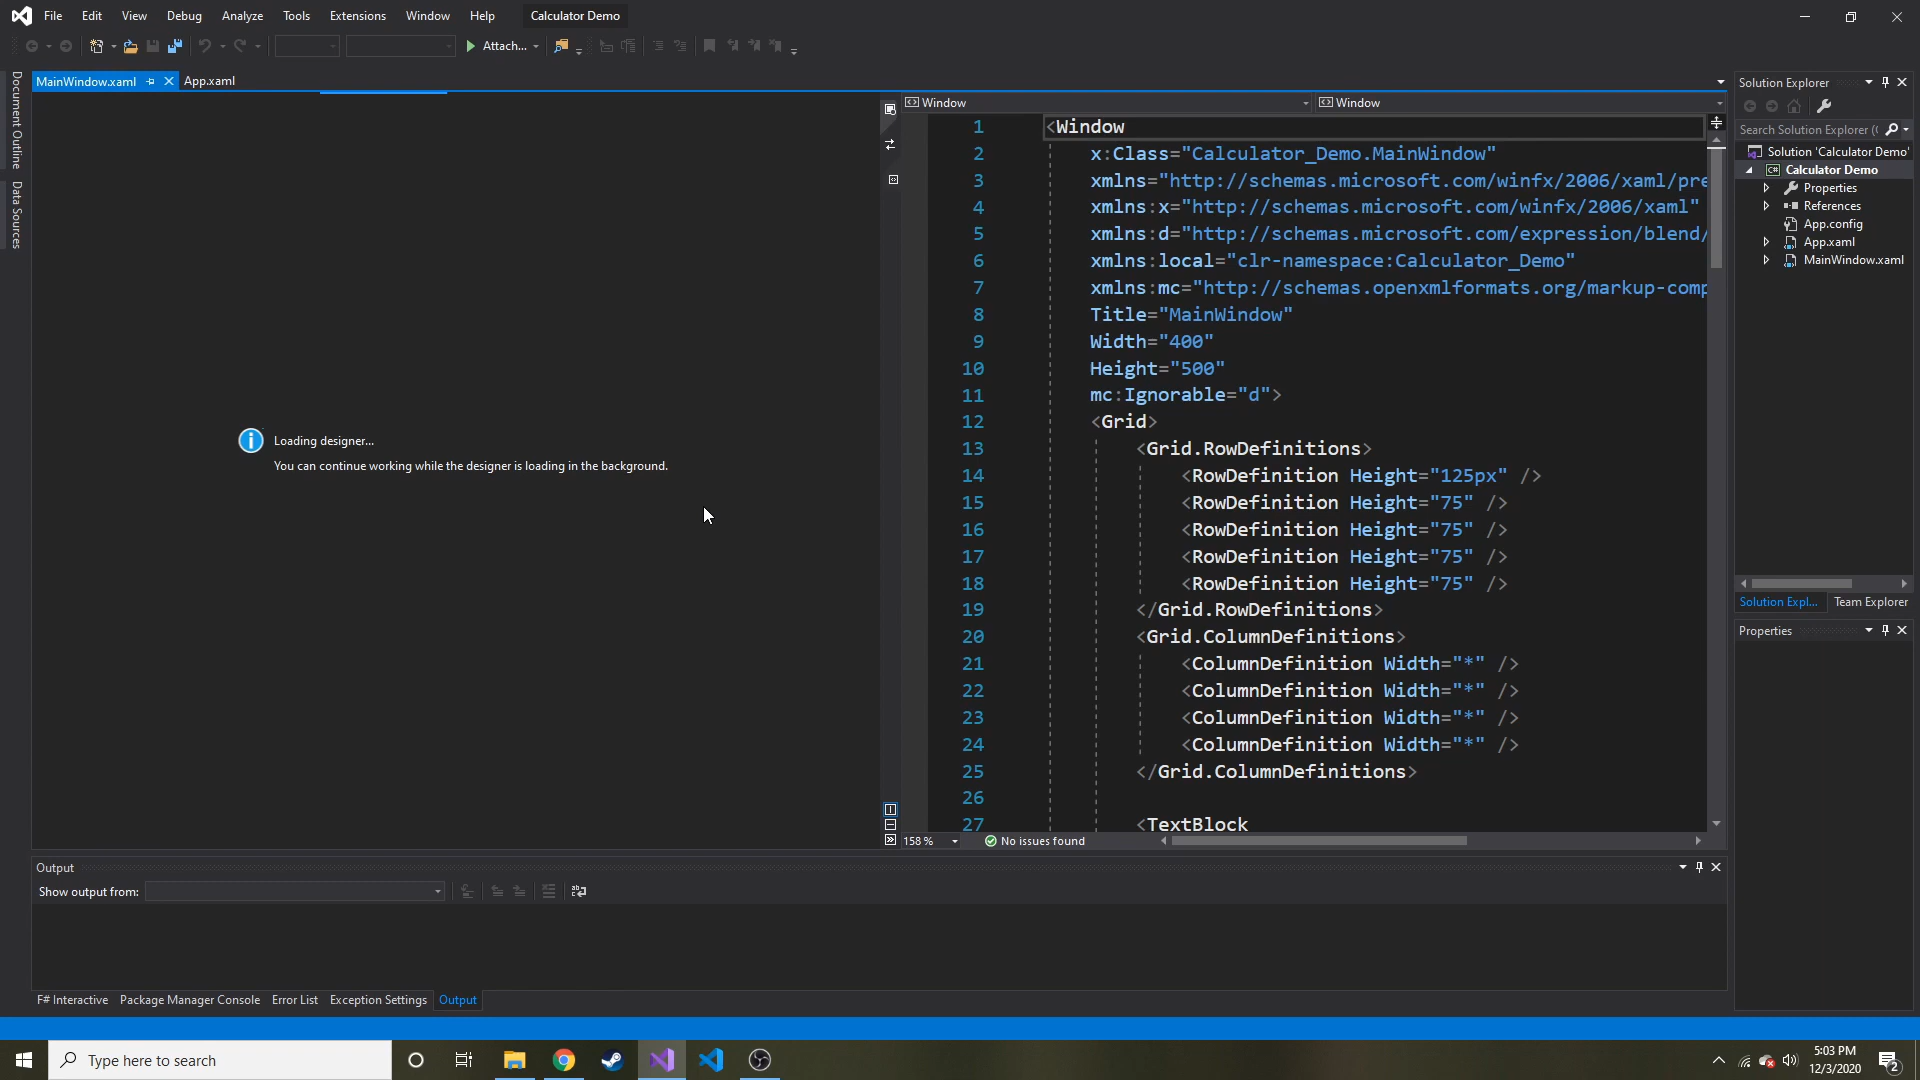 File Edit View Debug Analyze Tools Extensions Window Help Calculator Demo
Attach...
MainWindow.xaml App.xaml
Document Outline
Data Sources
Loading designer...
You can continue working while the designer is loading in the background.
Window Window
1 <Window
2 x:Class="Calculator_Demo.MainWindow"
3 xmlns="http://schemas.microsoft.com/winfx/2006/xaml/pre
4 xmlns:x="http://schemas.microsoft.com/winfx/2006/xaml"
5 xmlns:d="http://schemas.microsoft.com/expression/blend/
6 xmlns:local="clr-namespace:Calculator_Demo"
7 xmlns:mc="http://schemas.openxmlformats.org/markup-comp
8 Title="MainWindow"
9 Width="400"
10 Height="500"
11 mc:Ignorable="d">
12 <Grid>
13 <Grid.RowDefinitions>
14 <RowDefinition Height="125px" />
15 <RowDefinition Height="75" />
16 <RowDefinition Height="75" />
17 <RowDefinition Height="75" />
18 <RowDefinition Height="75" />
19 </Grid.RowDefinitions>
20 <Grid.ColumnDefinitions>
21 <ColumnDefinition Width="*" />
22 <ColumnDefinition Width="*" />
23 <ColumnDefinition Width="*" />
24 <ColumnDefinition Width="*" />
25 </Grid.ColumnDefinitions>
26
27 <TextBlock
158 % No issues found
Solution Explorer
Search Solution Explorer (
Solution 'Calculator Demo'
C# Calculator Demo
Properties
References
App.config
App.xaml
MainWindow.xaml
Solution Expl... Team Explorer
Properties
Output
Show output from:
F# Interactive Package Manager Console Error List Exception Settings Output
Type here to search
5:03 PM
12/3/2020
2